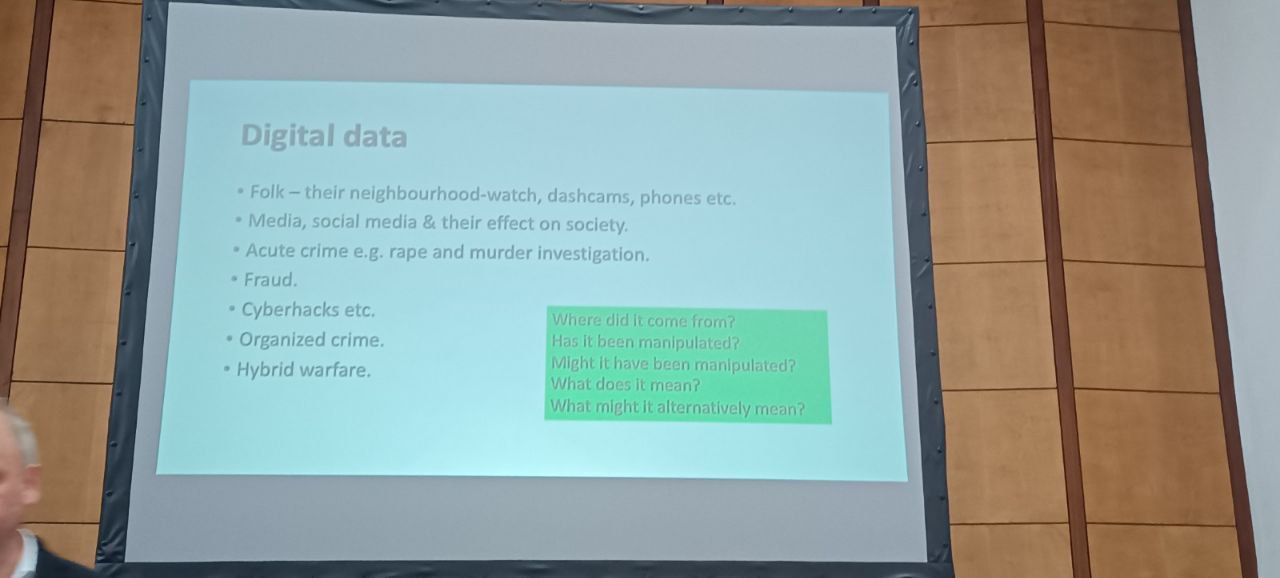 Digital data
• Folk – their neighbourhood-watch, dashcams, phones etc.
• Media, social media & their effect on society.
• Acute crime e.g. rape and murder investigation.
• Fraud.
• Cyberhacks etc.
• Organized crime.
• Hybrid warfare.
Where did it come from?
Has it been manipulated?
Might it have been manipulated?
What does it mean?
What might it alternatively mean?